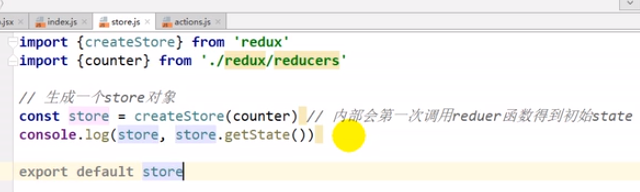 .jsx index.js store.js actions.js
import {createStore} from 'redux'
import {counter} from './redux/reducers'
// 生成一个store对象
const store = createStore(counter) // 内部会第一次调用reduer函数得到初始state
console.log(store, store.getState())
export default store